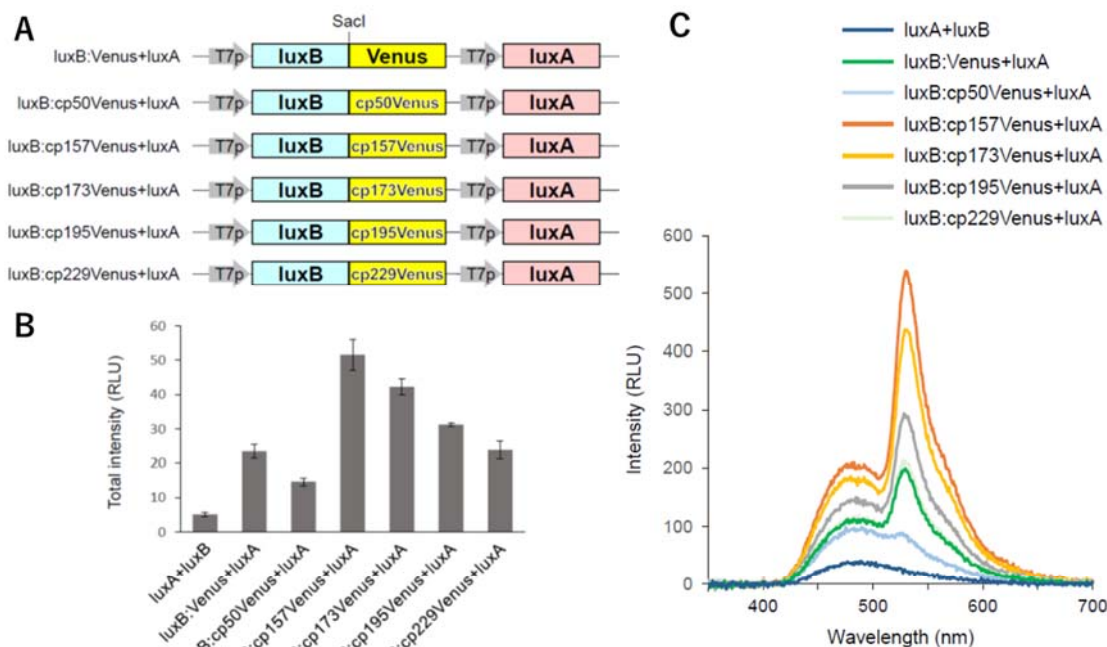 A
SacI
luxB:Venus+luxA T7p luxB Venus T7p luxA
luxB:cp50Venus+luxA T7p luxB cp50Venus T7p luxA
luxB:cp157Venus+luxA T7p luxB cp157Venus T7p luxA
luxB:cp173Venus+luxA T7p luxB cp173Venus T7p luxA
luxB:cp195Venus+luxA T7p luxB cp195Venus T7p luxA
luxB:cp229Venus+luxA T7p luxB cp229Venus T7p luxA
B
Total intensity (RLU)
60
50
40
30
20
10
0
luxA+luxB
luxB:Venus+luxA
B:cp50Venus+luxA
:cp157Venus+luxA
:cp173Venus+luxA
:cp195Venus+luxA
:cp229Venus+luxA
C
luxA+luxB
luxB:Venus+luxA
luxB:cp50Venus+luxA
luxB:cp157Venus+luxA
luxB:cp173Venus+luxA
luxB:cp195Venus+luxA
luxB:cp229Venus+luxA
Intensity (RLU)
600
500
400
300
200
100
0
400
500
600
700
Wavelength (nm)